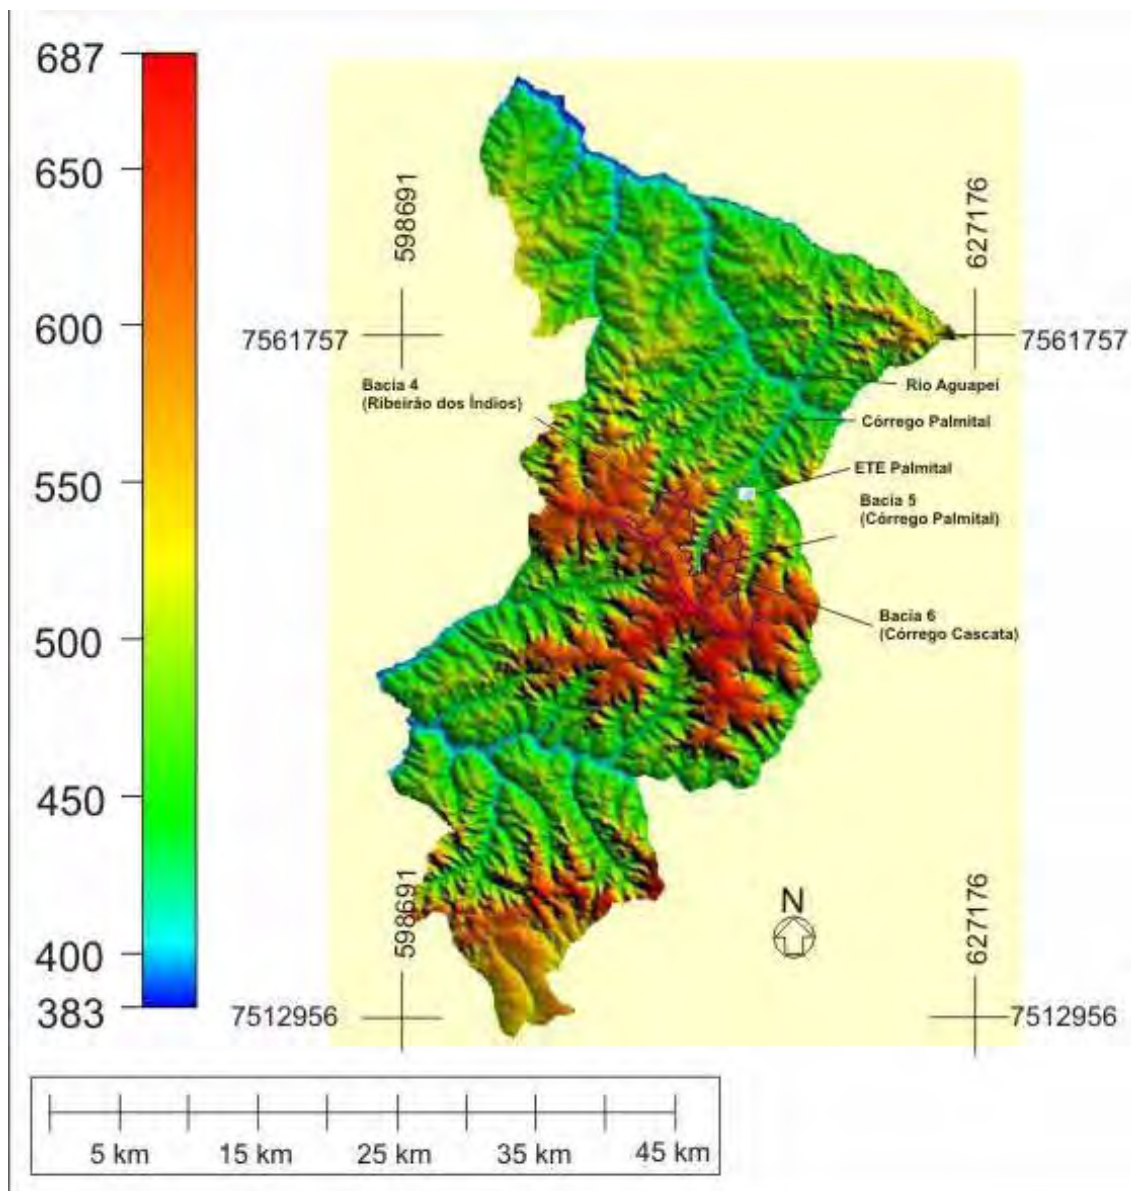 687
650
600
550
500
450
400
383
598691
627176
7561757
7561757
Bacia 4
(Ribeirão dos Índios)
Rio Aguapeí
Córrego Palmital
ETE Palmital
Bacia 5
(Córrego Palmital)
Bacia 6
(Córrego Cascata)
598691
627176
N
7512956
7512956
5 km
15 km
25 km
35 km
45 km